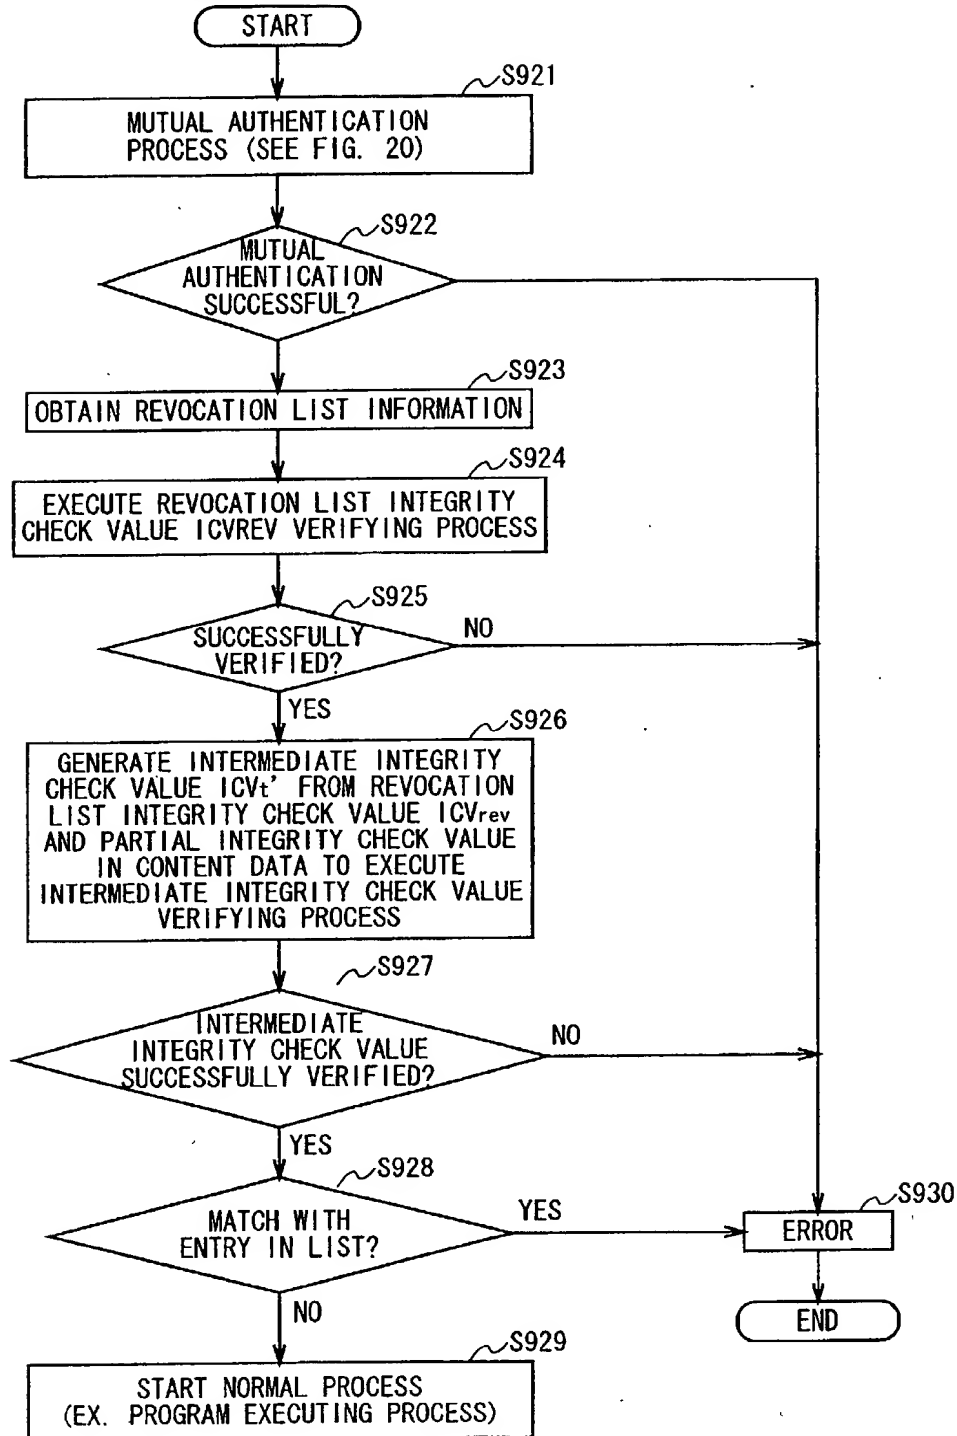 START
S921
MUTUAL AUTHENTICATION
PROCESS (SEE FIG. 20)
S922
MUTUAL
AUTHENTICATION
SUCCESSFUL?
S923
OBTAIN REVOCATION LIST INFORMATION
S924
EXECUTE REVOCATION LIST INTEGRITY
CHECK VALUE ICVREV VERIFYING PROCESS
S925
SUCCESSFULLY
VERIFIED?
NO
YES
S926
GENERATE INTERMEDIATE INTEGRITY
CHECK VALUE ICVt' FROM REVOCATION
LIST INTEGRITY CHECK VALUE ICVrev
AND PARTIAL INTEGRITY CHECK VALUE
IN CONTENT DATA TO EXECUTE
INTERMEDIATE INTEGRITY CHECK VALUE
VERIFYING PROCESS
S927
INTERMEDIATE
INTEGRITY CHECK VALUE
SUCCESSFULLY VERIFIED?
NO
YES
S928
MATCH WITH
ENTRY IN LIST?
YES
S930
ERROR
END
NO
S929
START NORMAL PROCESS
(EX. PROGRAM EXECUTING PROCESS)